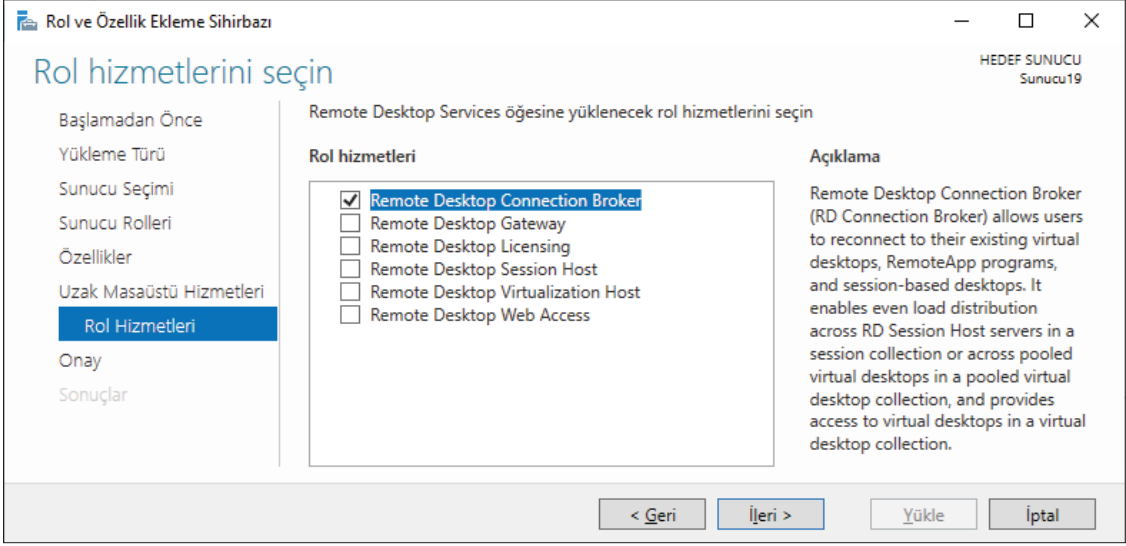 Rol ve Özellik Ekleme Sihirbazı
Rol hizmetlerini seçin
HEDEF SUNUCU
Sunucu19
Başlamadan Önce
Yükleme Türü
Sunucu Seçimi
Sunucu Rolleri
Özellikler
Uzak Masaüstü Hizmetleri
Rol Hizmetleri
Onay
Sonuçlar
Remote Desktop Services öğesine yüklenecek rol hizmetlerini seçin
Rol hizmetleri
Remote Desktop Connection Broker
Remote Desktop Gateway
Remote Desktop Licensing
Remote Desktop Session Host
Remote Desktop Virtualization Host
Remote Desktop Web Access
Açıklama
Remote Desktop Connection Broker
(RD Connection Broker) allows users
to reconnect to their existing virtual
desktops, RemoteApp programs,
and session-based desktops. It
enables even load distribution
across RD Session Host servers in a
session collection or across pooled
virtual desktops in a pooled virtual
desktop collection, and provides
access to virtual desktops in a virtual
desktop collection.
< Geri
İleri >
Yükle
İptal